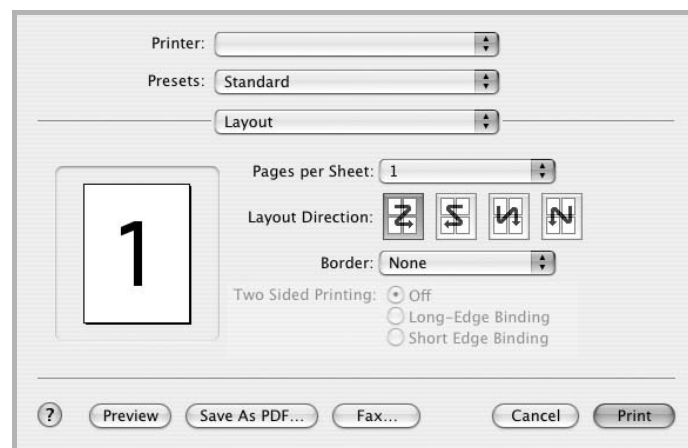 Printer:
Presets: Standard
Layout
Pages per Sheet: 1
Layout Direction:
1
Border: None
Two Sided Printing: Off
Long-Edge Binding
Short Edge Binding
? Preview Save As PDF... Fax... Cancel Print